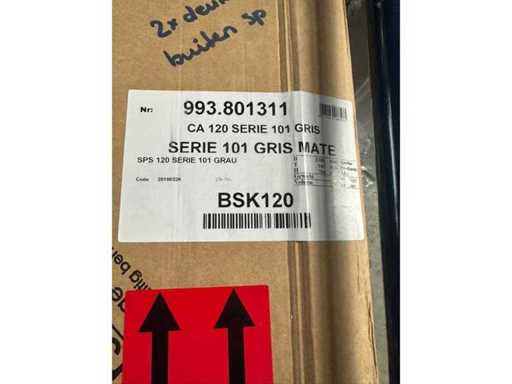 2x deu
buiten sp
Nr: 993.801311
CA 120 SERIE 101 GRIS
SERIE 101 GRIS MATE
SPS 120 SERIE 101 GRAU
Code
BSK120